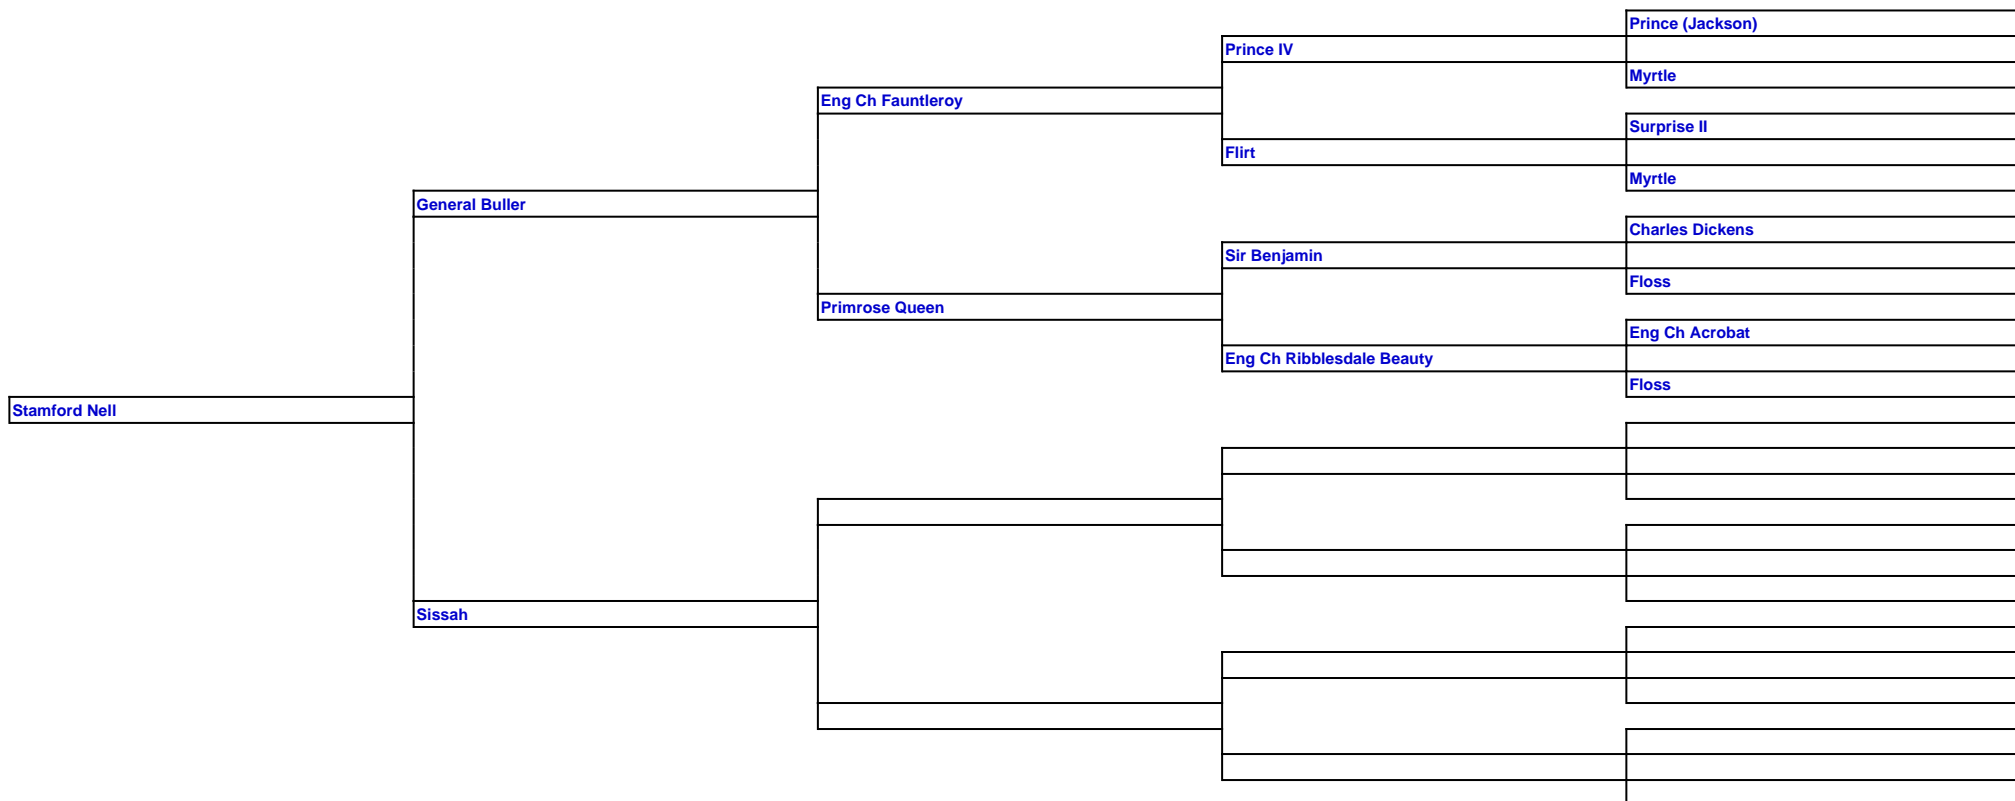 Prince (Jackson)
Prince IV
Myrtle
Eng Ch Fauntleroy
Surprise II
Flirt
Myrtle
General Buller
Charles Dickens
Sir Benjamin
Floss
Primrose Queen
Eng Ch Acrobat
Eng Ch Ribblesdale Beauty
Floss
Stamford Nell
Sissah